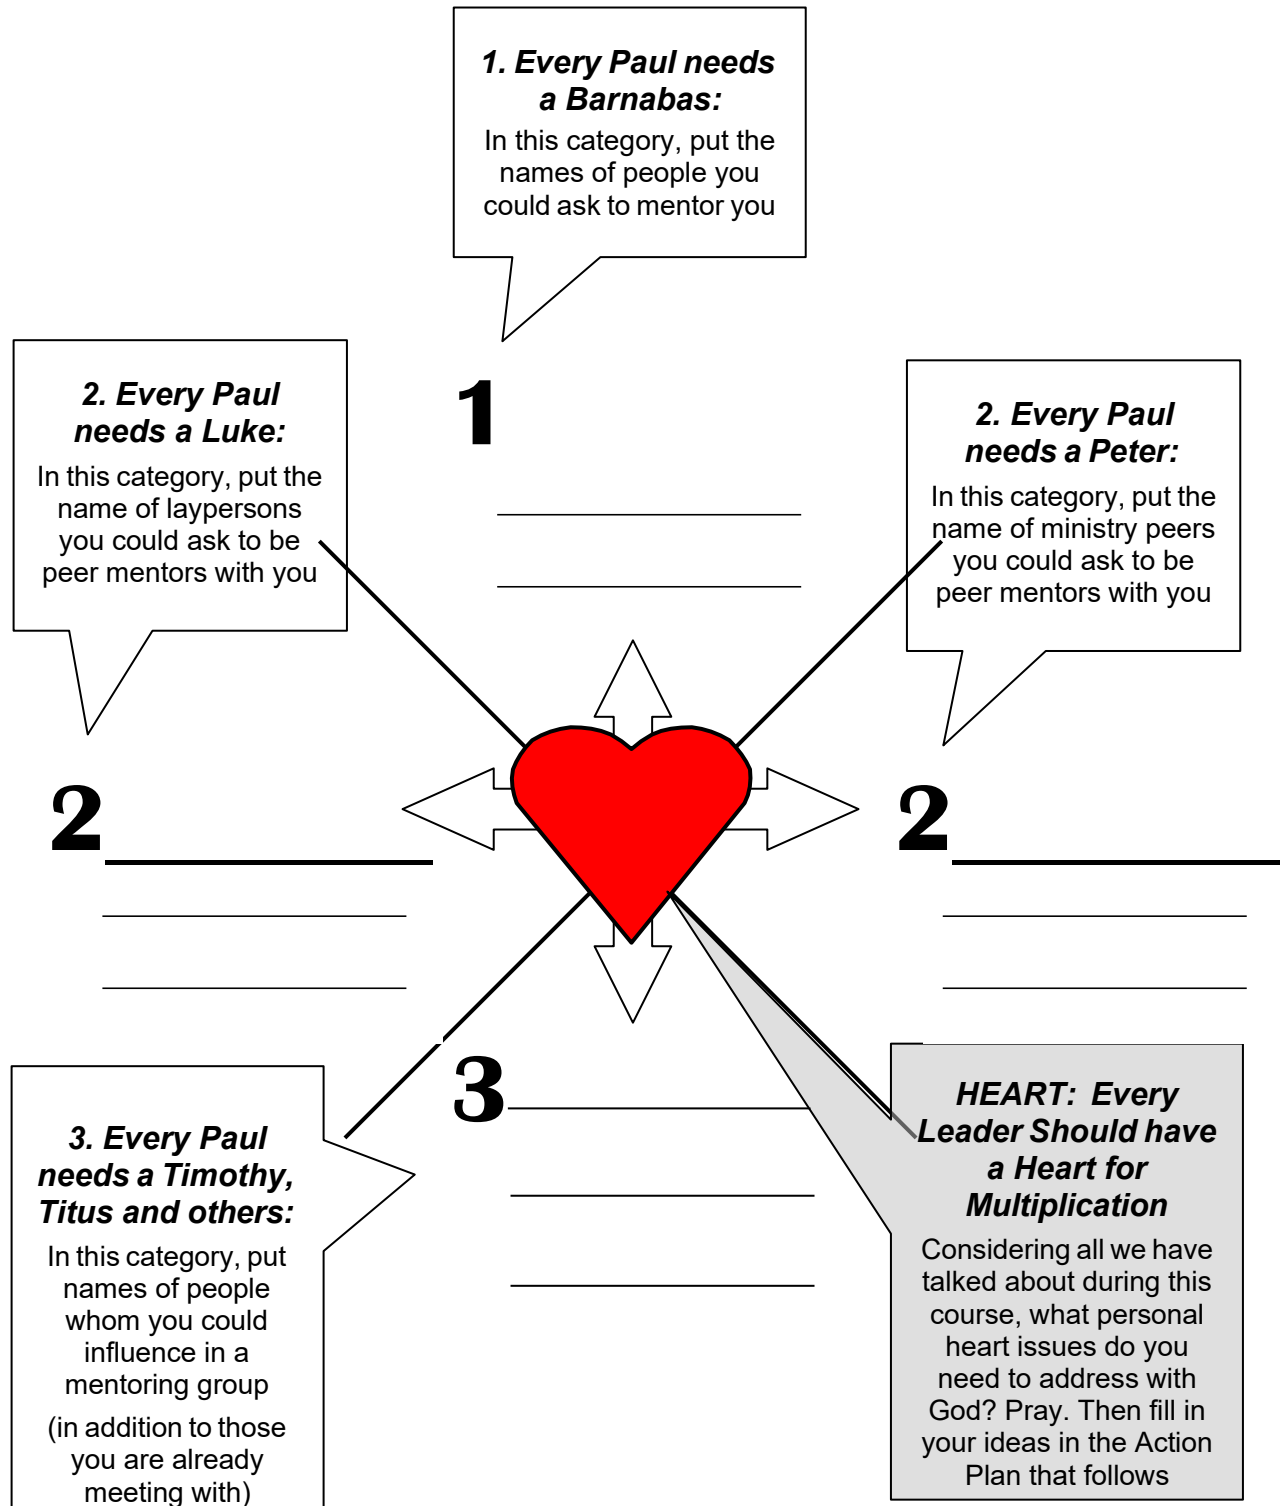 1. Every Paul needs
a Barnabas:
In this category, put the
names of people you
could ask to mentor you
1
2. Every Paul
needs a Luke:
In this category, put the
name of laypersons
you could ask to be
peer mentors with you
2. Every Paul
needs a Peter:
In this category, put the
name of ministry peers
you could ask to be
peer mentors with you
2
2
3
3. Every Paul
needs a Timothy,
Titus and others:
In this category, put
names of people
whom you could
influence in a
mentoring group
(in addition to those
you are already
meeting with)
HEART:  Every
Leader Should have
a Heart for
Multiplication
Considering all we have
talked about during this
course, what personal
heart issues do you
need to address with
God? Pray. Then fill in
your ideas in the Action
Plan that follows